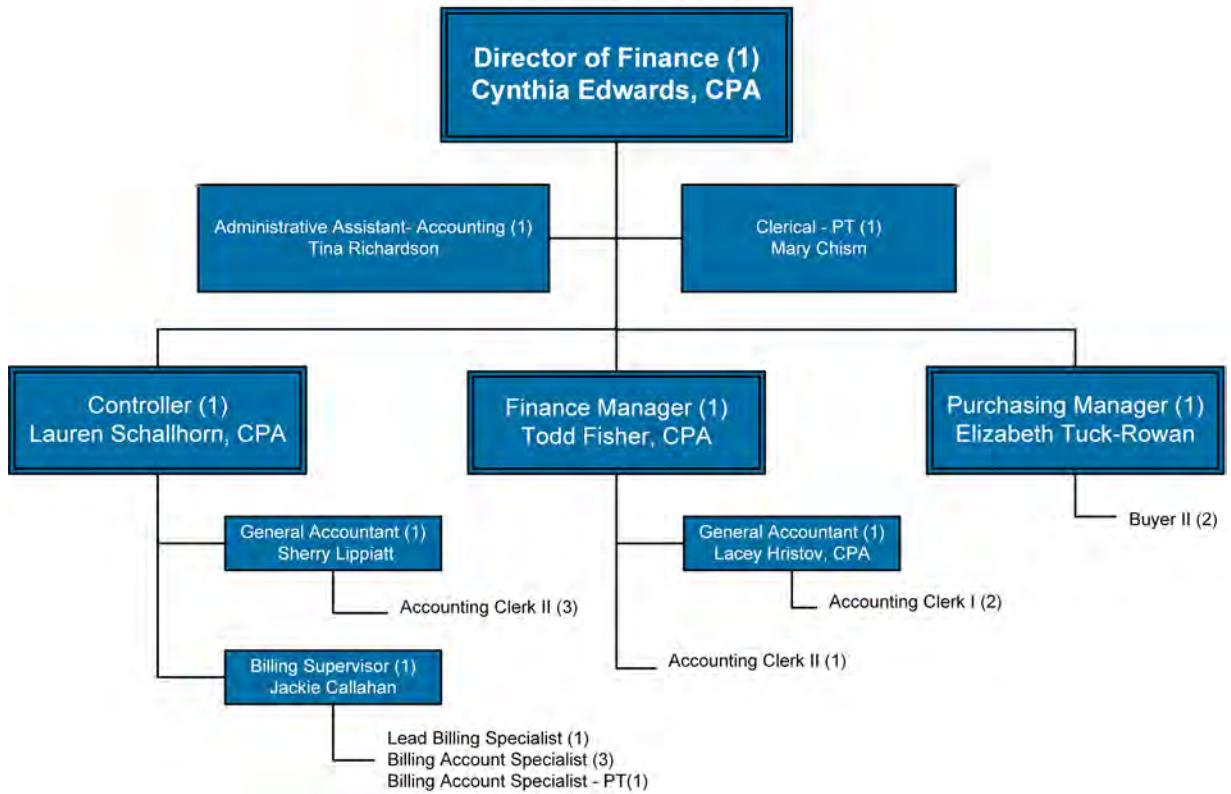 Director of Finance (1)
Cynthia Edwards, CPA
Administrative Assistant- Accounting (1)
Tina Richardson
Clerical - PT (1)
Mary Chism
Controller (1)
Lauren Schallhorn, CPA
Finance Manager (1)
Todd Fisher, CPA
Purchasing Manager (1)
Elizabeth Tuck-Rowan
General Accountant (1)
Sherry Lippiatt
Accounting Clerk II (3)
Billing Supervisor (1)
Jackie Callahan
Lead Billing Specialist (1)
Billing Account Specialist (3)
Billing Account Specialist - PT(1)
General Accountant (1)
Lacey Hristov, CPA
Accounting Clerk I (2)
Accounting Clerk II (1)
Buyer II (2)